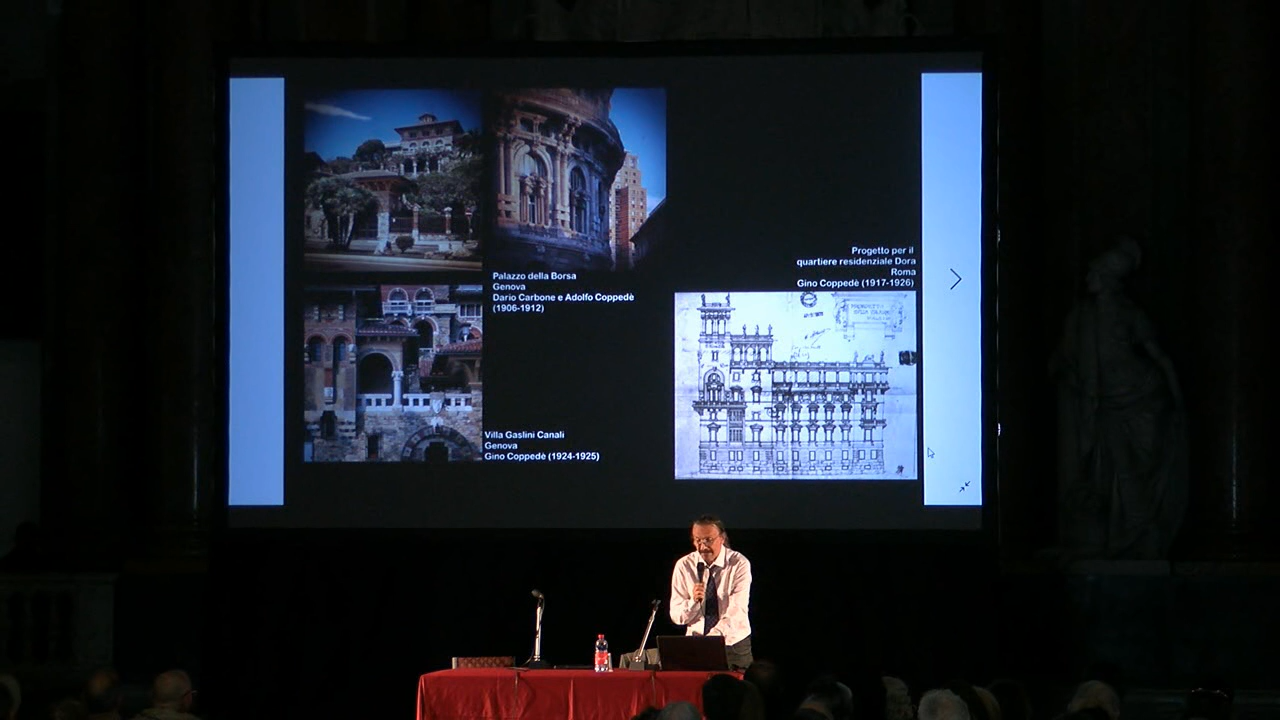 Palazzo della Borsa
Genova
Dario Carbone e Adolfo Coppedè
(1906-1912)
Progetto per il
quartiere residenziale Dora
Roma
Gino Coppedè (1917-1926)
Villa Gaslini Canali
Genova
Gino Coppedè (1924-1925)